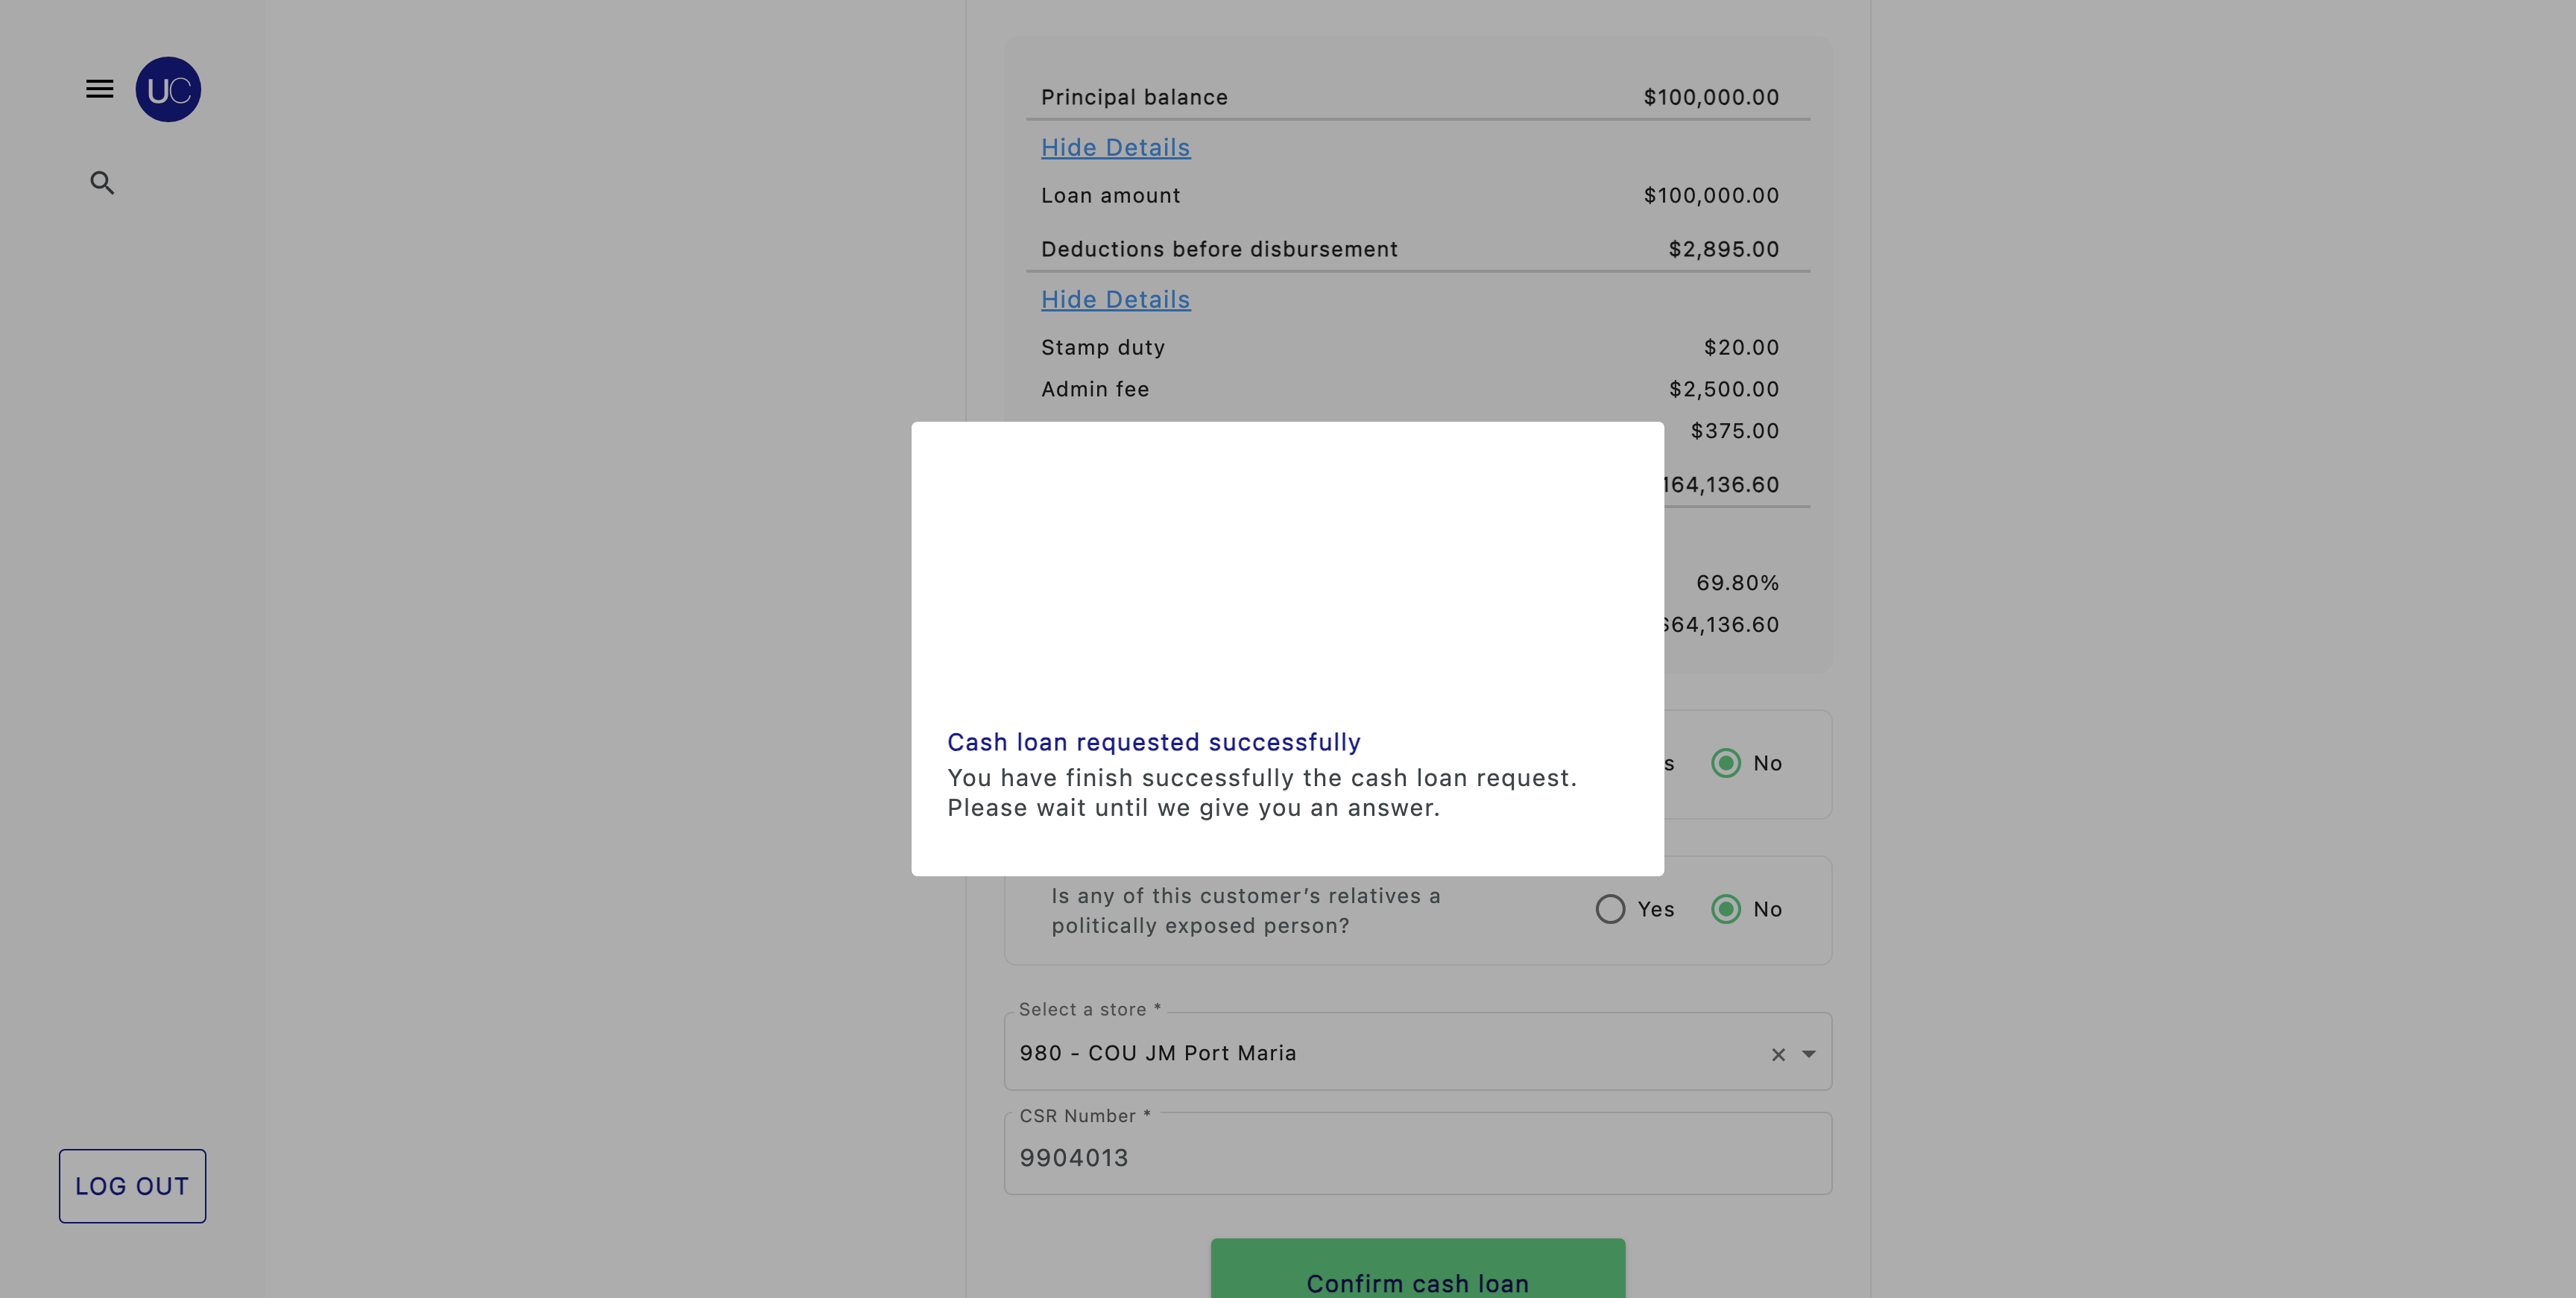 UC
Principal balance $100,000.00
Hide Details
Loan amount $100,000.00
Deductions before disbursement $2,895.00
Hide Details
Stamp duty $20.00
Admin fee $2,500.00
$375.00
164,136.60
69.80%
$64,136.60
Cash loan requested successfully
You have finish successfully the cash loan request.
Please wait until we give you an answer.
s No
Is any of this customer’s relatives a
politically exposed person?
Yes No
Select a store *
980 - COU JM Port Maria
CSR Number *
9904013
LOG OUT
Confirm cash loan